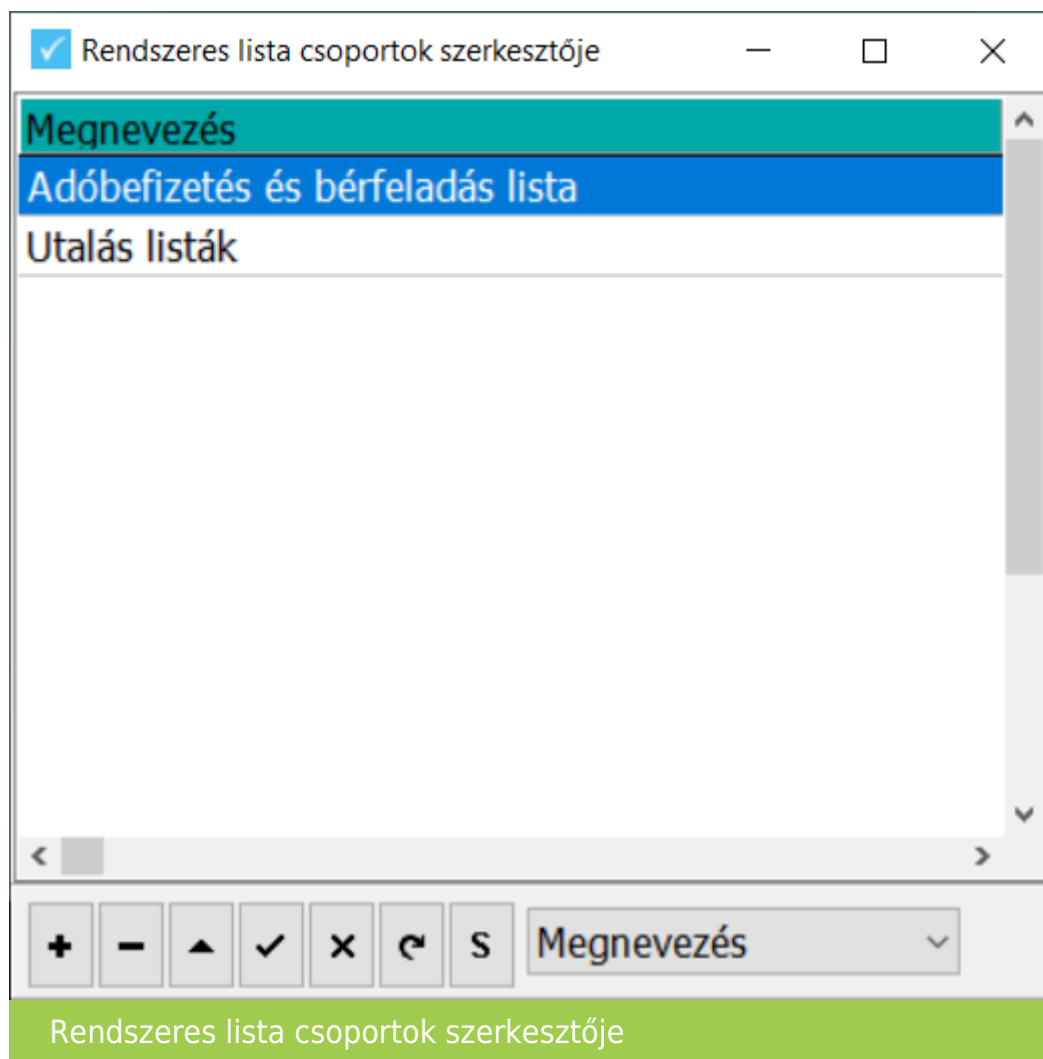 Rendszeres lista csoportok szerkesztője
Megnevezés
Adóbefizetés és bérfeladás lista
Utalás listák
S Megnevezés
Rendszeres lista csoportok szerkesztője